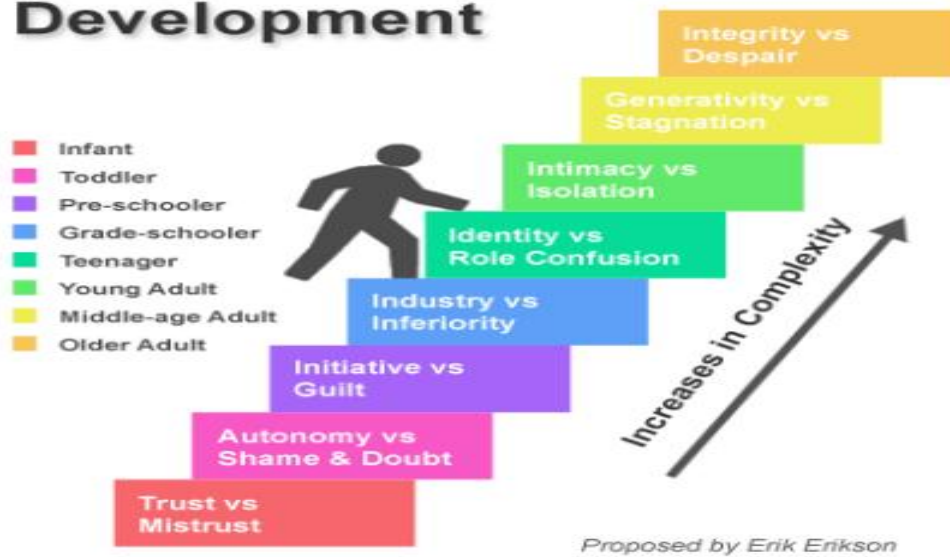 Development
Infant
Toddler
Pre-schooler
Grade-schooler
Teenager
Young Adult
Middle-age Adult
Older Adult
Integrity vs
Despair
Generativity vs
Stagnation
Intimacy vs
Isolation
Identity vs
Role Confusion
Industry vs
Inferiority
Initiative vs
Guilt
Autonomy vs
Shame & Doubt
Trust vs
Mistrust
Increases in Complexity
Proposed by Erik Erikson